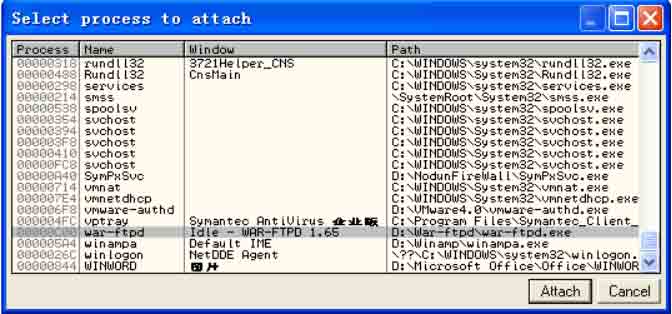 Select process to attach
Process Name Window Path
00000318 rundll32 3721Helper_CNS C:\WINDOWS\system32\rundll32.exe
00000488 Rundll32 CnsMain C:\WINDOWS\system32\Rundll32.exe
00000298 services C:\WINDOWS\system32\services.exe
00000214 smss \SystemRoot\System32\smss.exe
00000538 spoolsv C:\WINDOWS\system32\spoolsv.exe
00000354 svchost C:\WINDOWS\system32\svchost.exe
00000394 svchost C:\WINDOWS\System32\svchost.exe
000003F8 svchost C:\WINDOWS\System32\svchost.exe
00000410 svchost C:\WINDOWS\System32\svchost.exe
00000FC8 svchost C:\WINDOWS\System32\svchost.exe
00000A40 SymPxSvc D:\NodunFireWall\SymPxSvc.exe
00000714 vmnat C:\WINDOWS\System32\vmnat.exe
000007E4 vmnetdhcp C:\WINDOWS\System32\vmnetdhcp.exe
000006F8 vmware-authd D:\VMware4.0\vmware-authd.exe
000004FC vptray Symantec AntiVirus 企业版 C:\Program Files\Symantec_Client_
00000C00 war-ftpd Idle - WAR-FTPD 1.65 D:\War-ftpd\war-ftpd.exe
000005A4 winampa Default IME D:\Winamp\winampa.exe
0000026C winlogon NetDDE Agent \??\C:\WINDOWS\system32\winlogon.
00000844 WINWORD 图片 D:\Microsoft Office\Office\WINWOR
Attach Cancel